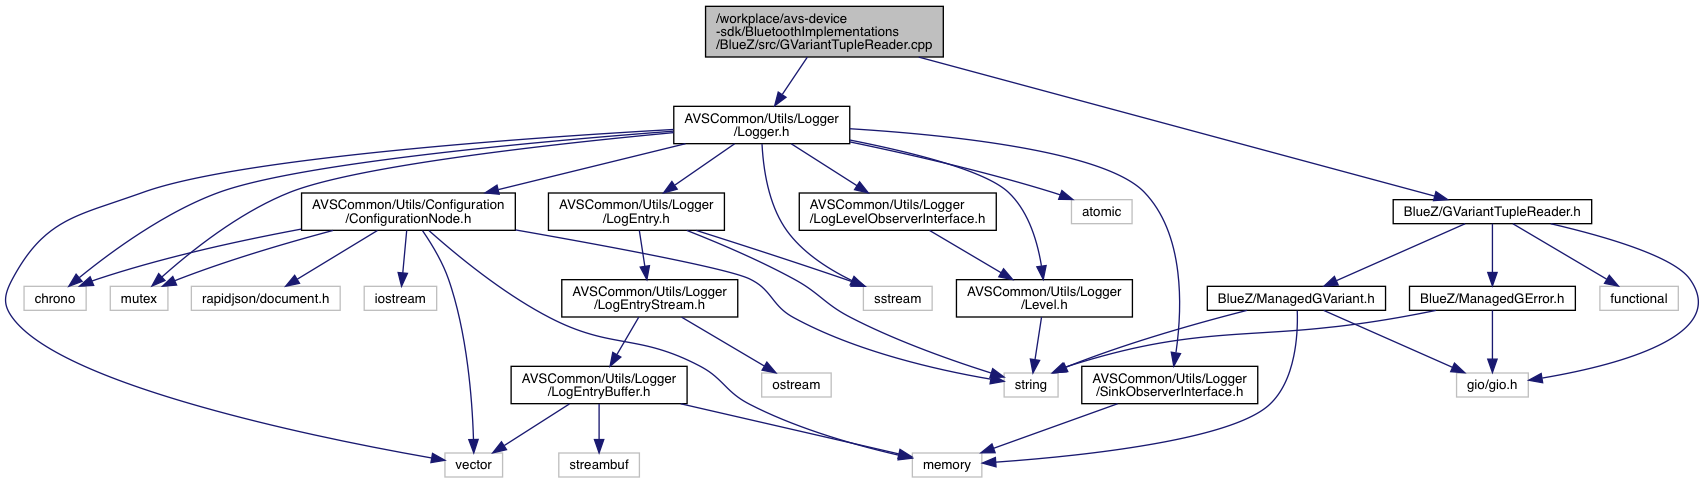 /workplace/avs-device
-sdk/BluetoothImplementations
/BlueZ/src/GVariantTupleReader.cpp
AVSCommon/Utils/Logger
/Logger.h
AVSCommon/Utils/Configuration
/ConfigurationNode.h
AVSCommon/Utils/Logger
/LogEntry.h
AVSCommon/Utils/Logger
/LogLevelObserverInterface.h
atomic
BlueZ/GVariantTupleReader.h
chrono
mutex
rapidjson/document.h
iostream
AVSCommon/Utils/Logger
/LogEntryStream.h
sstream
AVSCommon/Utils/Logger
/Level.h
BlueZ/ManagedGVariant.h
BlueZ/ManagedGError.h
functional
AVSCommon/Utils/Logger
/LogEntryBuffer.h
ostream
string
AVSCommon/Utils/Logger
/SinkObserverInterface.h
gio/gio.h
vector
streambuf
memory